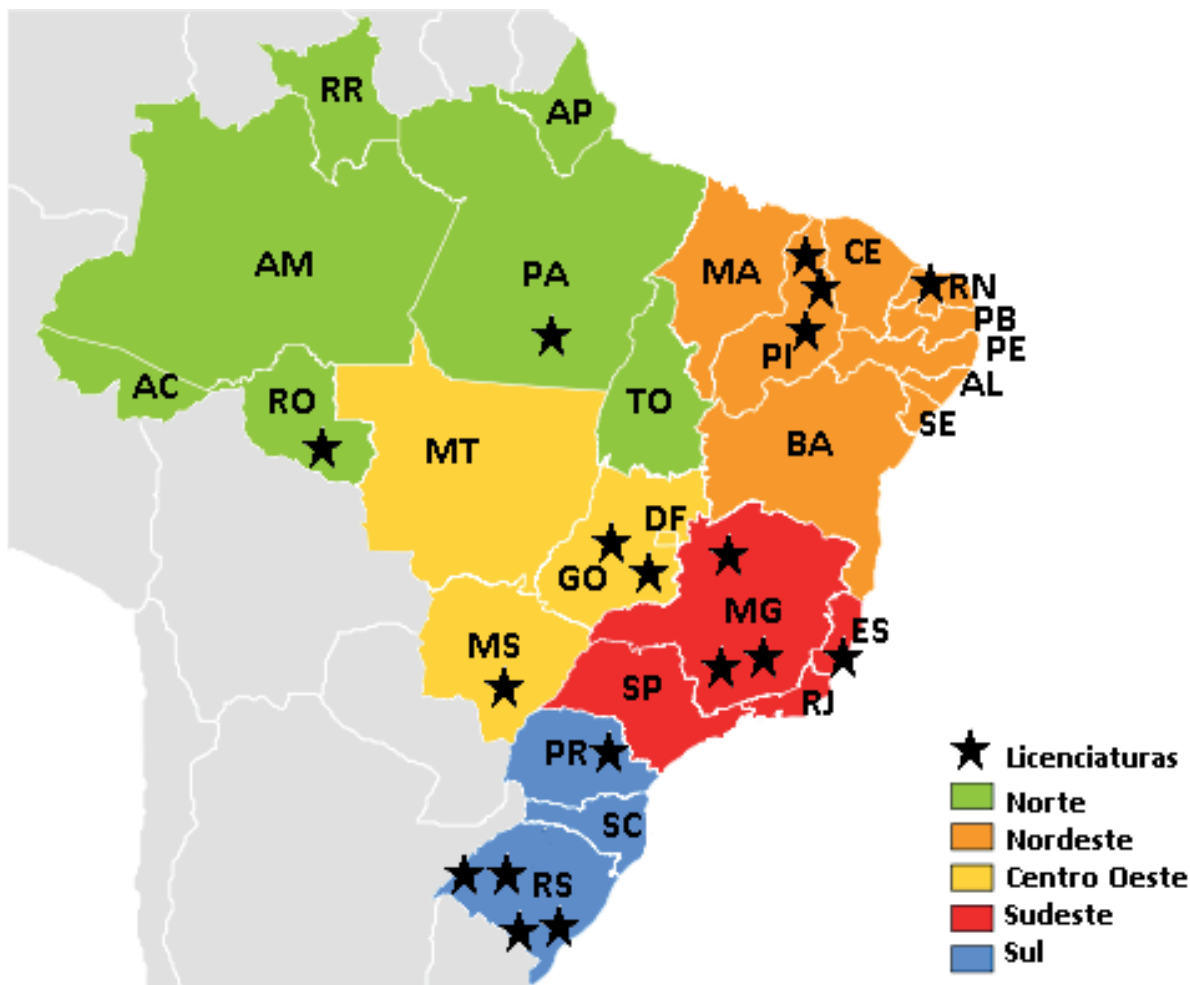 RR
AP
AM
PA
MA
CE
RN
PB
PE
PI
AL
AC
RO
TO
SE
MT
BA
DF
GO
MG
ES
MS
SP
RJ
PR
SC
RS
Licenciaturas
Norte
Nordeste
Centro Oeste
Sudeste
Sul